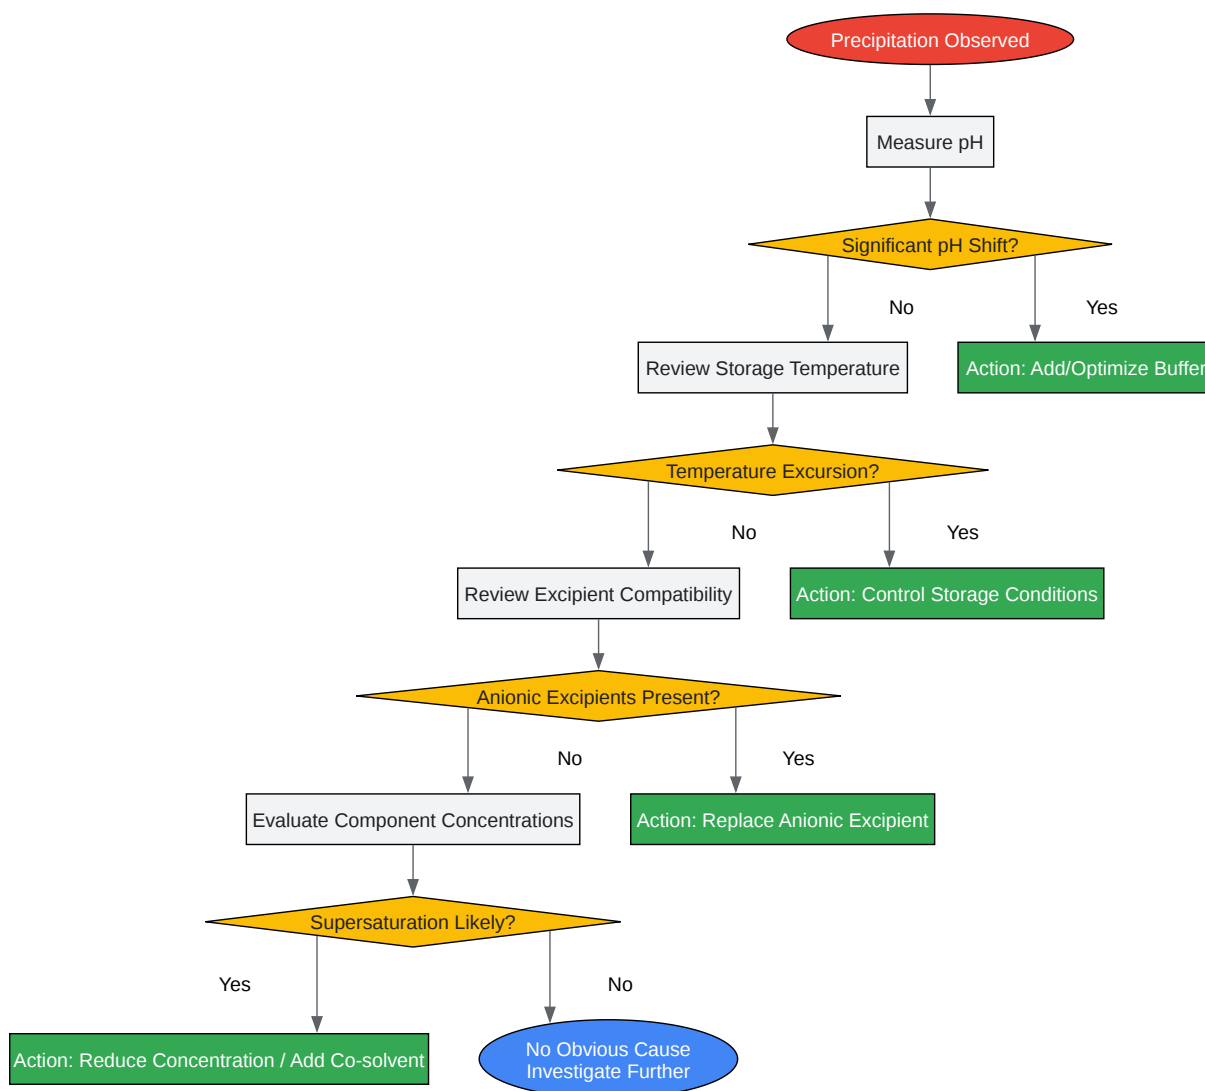 Precipitation Observed
Measure pH
Significant pH Shift?
No
Yes
Review Storage Temperature
Action: Add/Optimize Buffer
Temperature Excursion?
No
Yes
Review Excipient Compatibility
Action: Control Storage Conditions
Anionic Excipients Present?
No
Yes
Evaluate Component Concentrations
Action: Replace Anionic Excipient
Supersaturation Likely?
Yes
No
Action: Reduce Concentration / Add Co-solvent
No Obvious Cause
Investigate Further